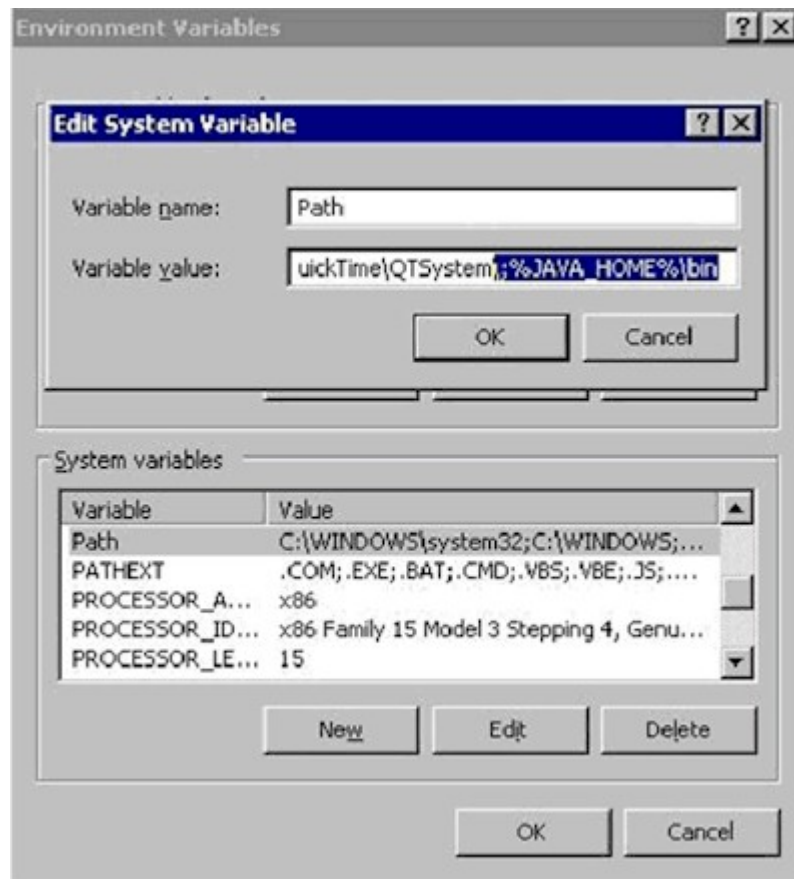 Environment Variables
Edit System Variable
Variable name:
Path
Variable value:
uickTime\QTSystem\;%JAVA_HOME%\bin
OK
Cancel
System variables
Variable Value
Path C:\WINDOWS\system32;C:\WINDOWS;...
PATHEXT .COM;.EXE;.BAT;.CMD;.VBS;.VBE;.JS;....
PROCESSOR_A... x86
PROCESSOR_ID... x86 Family 15 Model 3 Stepping 4, Genu...
PROCESSOR_LE... 15
New
Edit
Delete
OK
Cancel